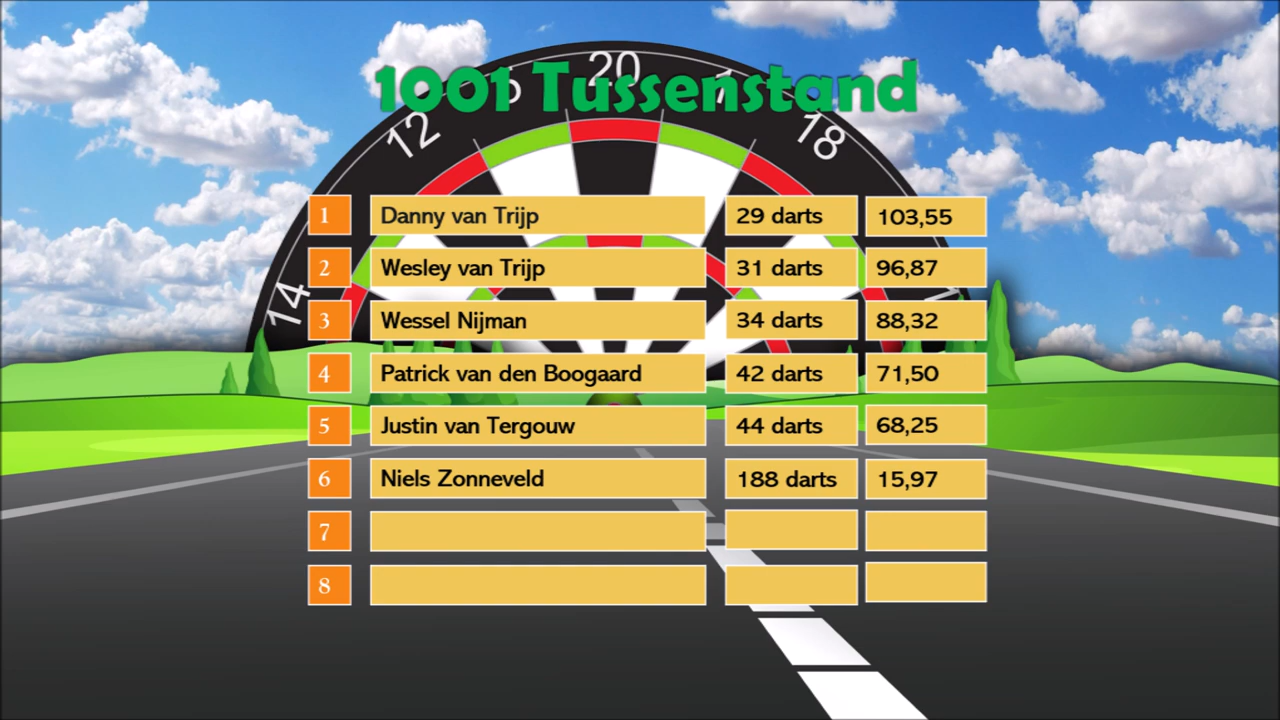 20
5
1
12
18
14
1001 Tussenstand
1 Danny van Trijp 29 darts 103,55
2 Wesley van Trijp 31 darts 96,87
3 Wessel Nijman 34 darts 88,32
4 Patrick van den Boogaard 42 darts 71,50
5 Justin van Tergouw 44 darts 68,25
6 Niels Zonneveld 188 darts 15,97
7
8